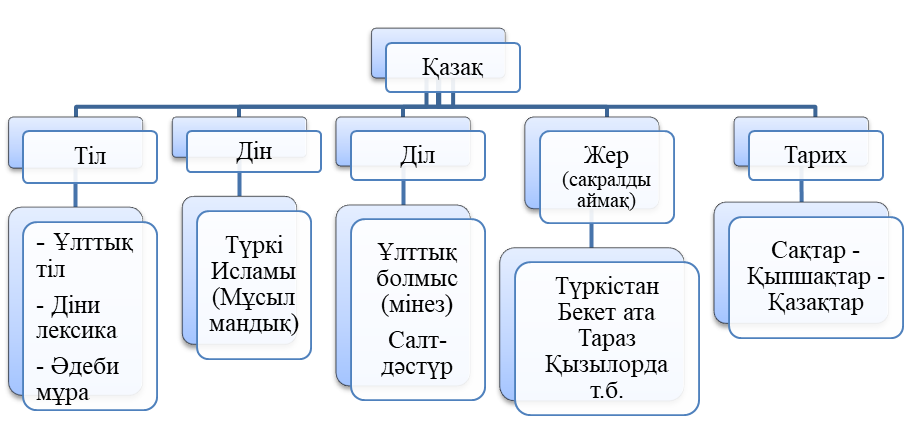 Қазақ
Тіл
Дін
Діл
Жер
(сакралды
аймақ)
Тарих
- Ұлттық
тіл
- Діни
лексика
- Әдеби
мұра
Түркі
Исламы
(Мұсыл
мандық)
Ұлттық
болмыс
(мінез)
Салт-
дәстүр
Түркістан
Бекет ата
Тараз
Қызылорда
т.б.
Сақтар -
Қыпшақтар -
Қазақтар